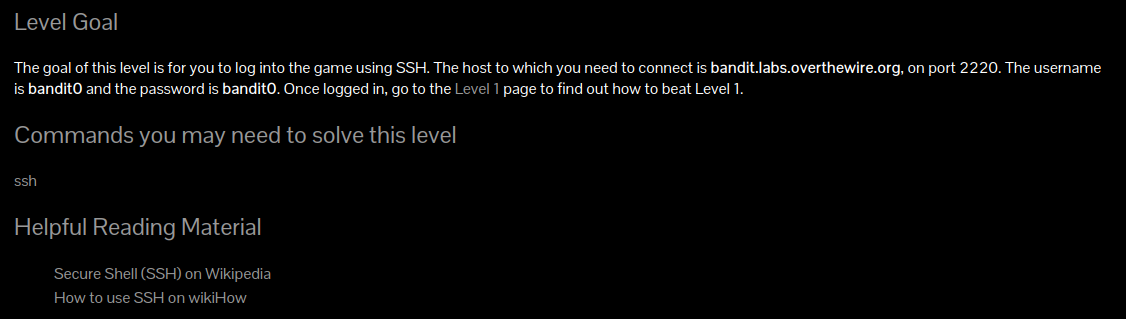 Level Goal
The goal of this level is for you to log into the game using SSH. The host to which you need to connect is bandit.labs.overthewire.org, on port 2220. The username
is bandit0 and the password is bandit0. Once logged in, go to the Level 1 page to find out how to beat Level 1.
Commands you may need to solve this level
ssh
Helpful Reading Material
Secure Shell (SSH) on Wikipedia
How to use SSH on wikiHow